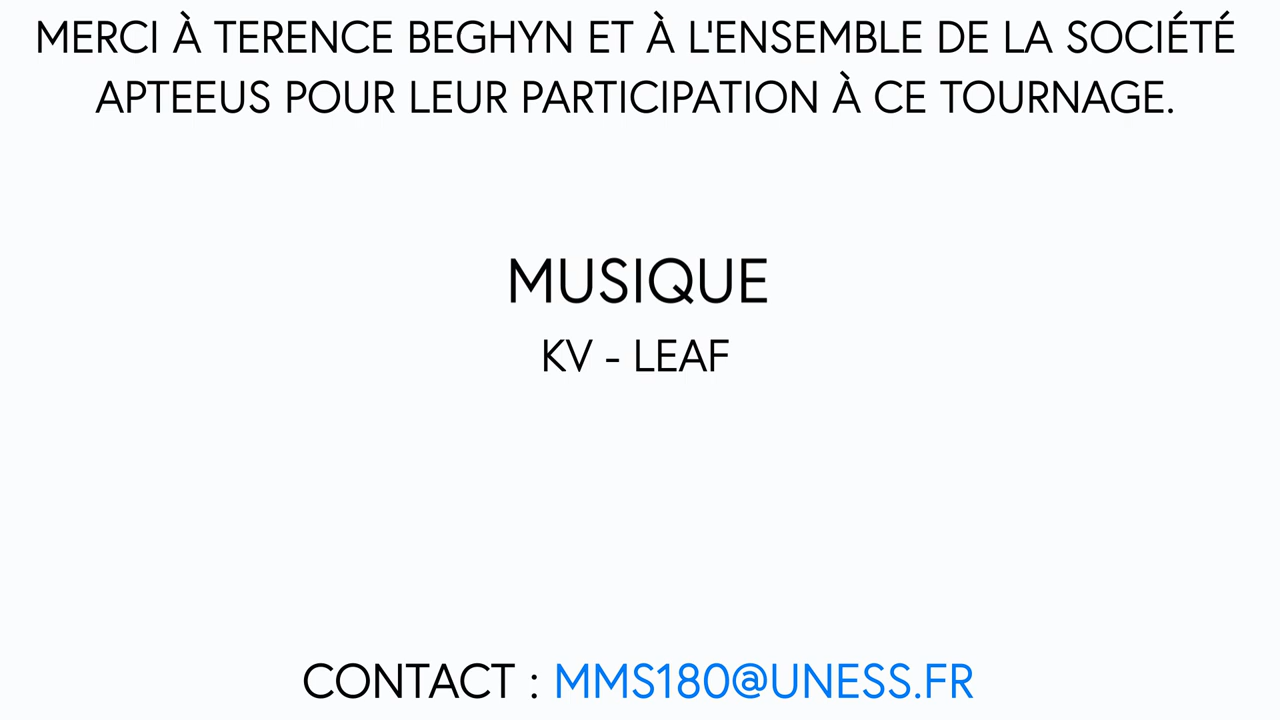 MERCI À TERENCE BEGHYN ET À L'ENSEMBLE DE LA SOCIÉTÉ
APTEEUS POUR LEUR PARTICIPATION À CE TOURNAGE.
MUSIQUE
KV - LEAF
CONTACT : MMS180@UNESS.FR